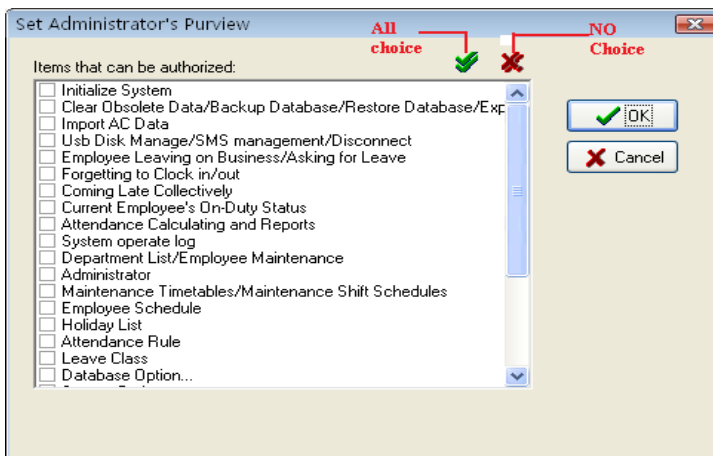 Set Administrator's Purview
All
choice
NO
Choice
Items that can be authorized:
Initialize System
Clear Obsolete Data/Backup Database/Restore Database/Exp
Import AC Data
Usb Disk Manage/SMS management/Disconnect
Employee Leaving on Business/Asking for Leave
Forgetting to Clock in/out
Coming Late Collectively
Current Employee's On-Duty Status
Attendance Calculating and Reports
System operate log
Department List/Employee Maintenance
Administrator
Maintenance Timetables/Maintenance Shift Schedules
Employee Schedule
Holiday List
Attendance Rule
Leave Class
Database Option...
OK
Cancel